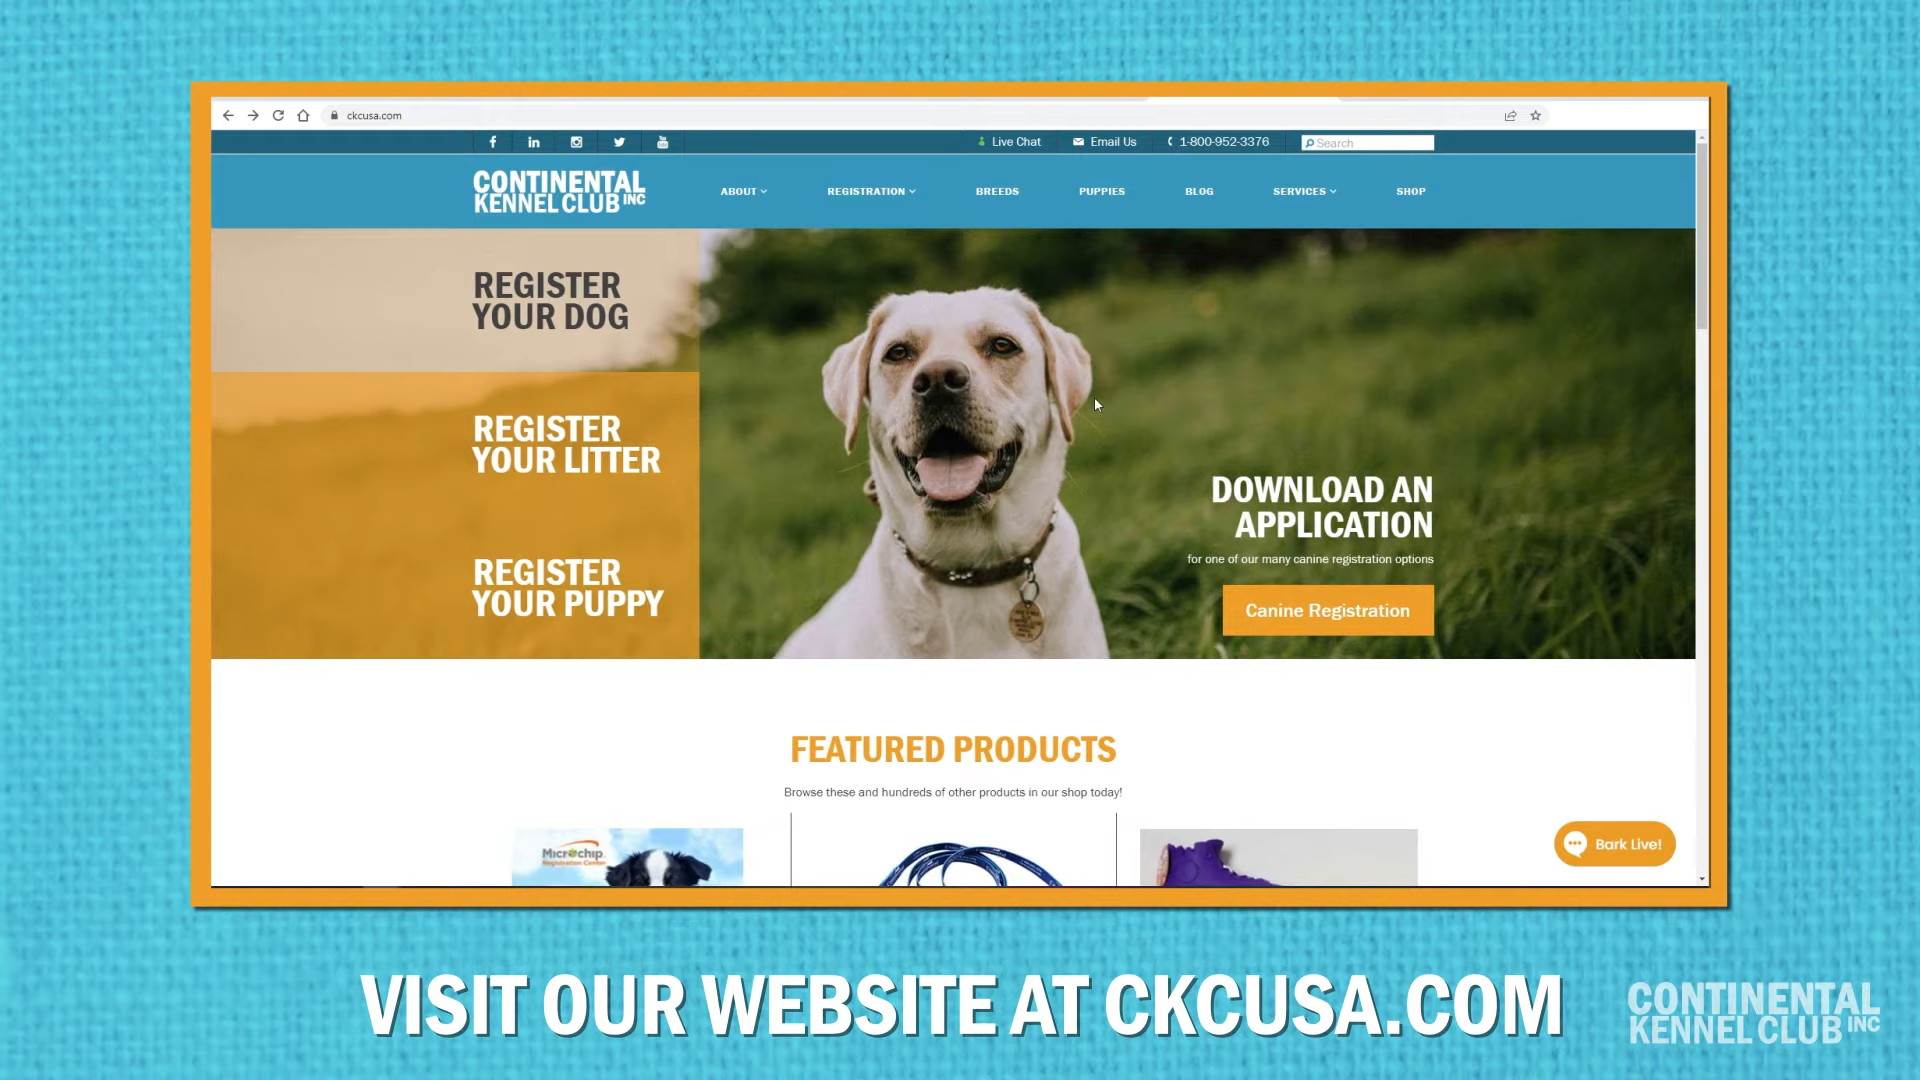 ckcusa.com
Live Chat
Email Us
1-800-952-3376
Search
CONTINENTAL
KENNEL CLUB INC
ABOUT
REGISTRATION
BREEDS
PUPPIES
BLOG
SERVICES
SHOP
REGISTER
YOUR DOG
REGISTER
YOUR LITTER
REGISTER
YOUR PUPPY
DOWNLOAD AN
APPLICATION
for one of our many canine registration options
Canine Registration
FEATURED PRODUCTS
Browse these and hundreds of other products in our shop today!
Microchip
Registration Center
Bark Live!
VISIT OUR WEBSITE AT CKCUSA.COM
CONTINENTAL
KENNEL CLUB INC